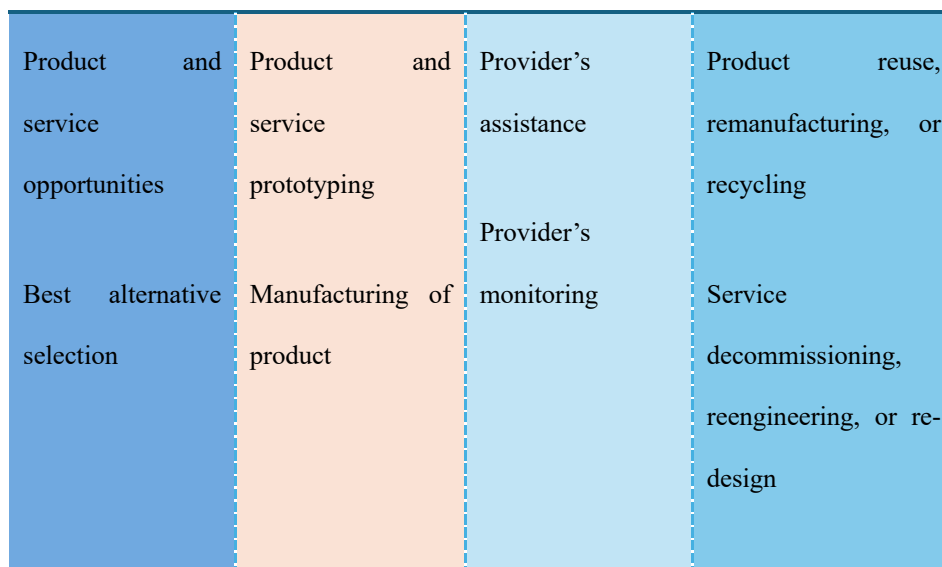 Product and
service
opportunities
Best alternative
selection
Product and
service
prototyping
Manufacturing of
product
Provider’s
assistance
Provider’s
monitoring
Product reuse,
remanufacturing, or
recycling
Service
decommissioning,
reengineering, or re-
design